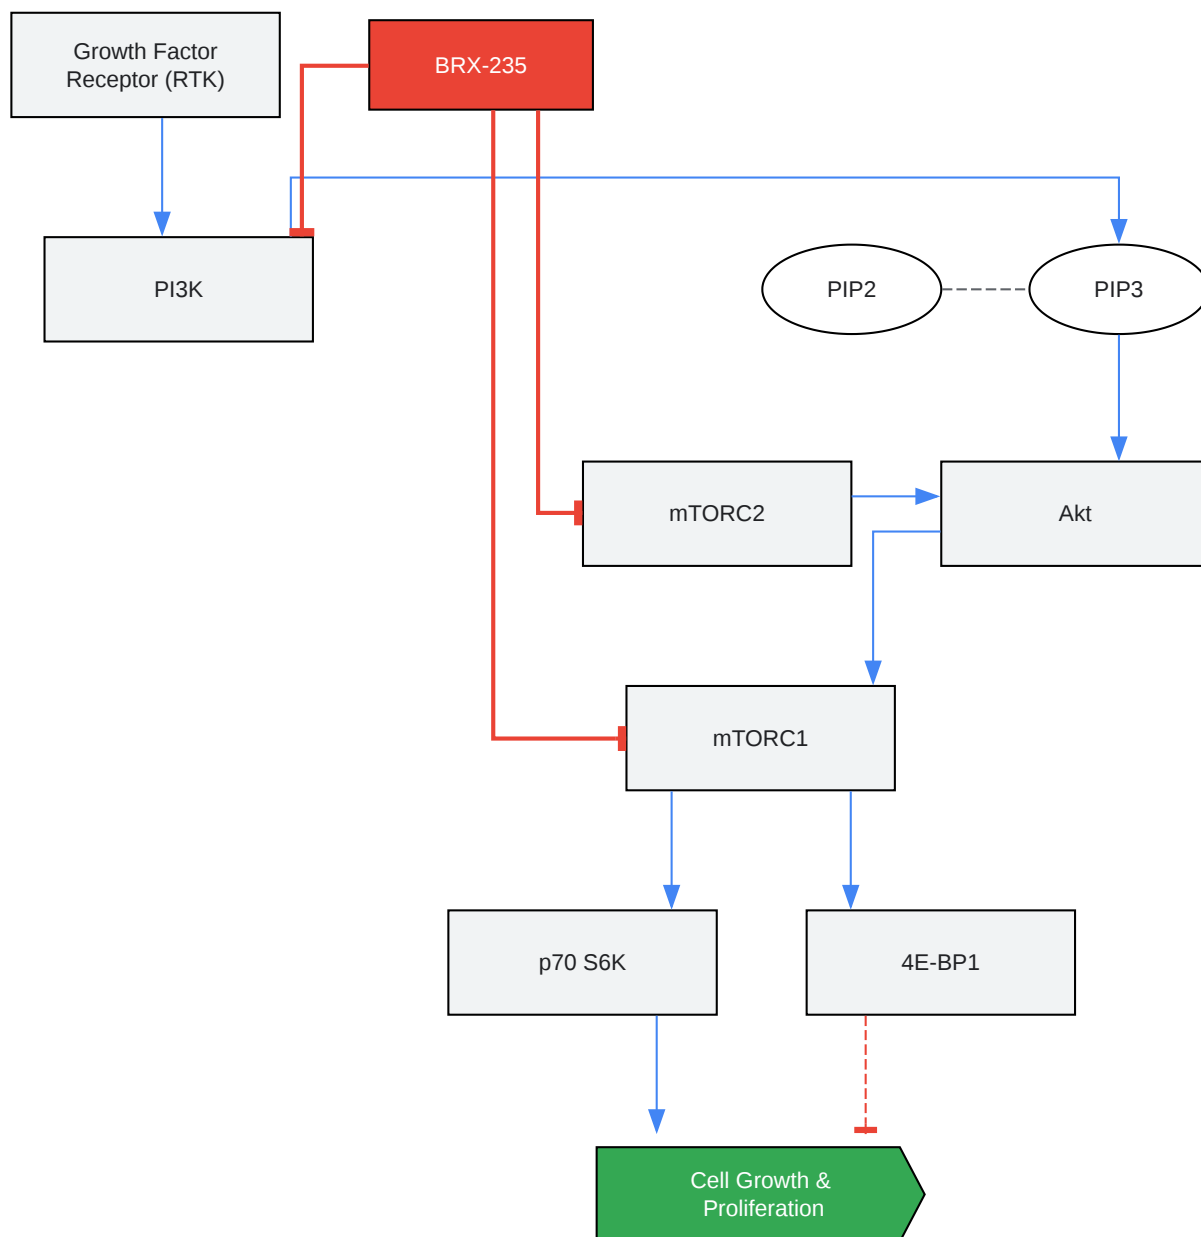 Growth Factor
Receptor (RTK)
BRX-235
PI3K
PIP2
PIP3
mTORC2
Akt
mTORC1
p70 S6K
4E-BP1
Cell Growth &
Proliferation